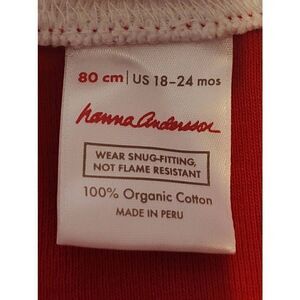 80 cm | US 18-24 mos
hanna andersson
WEAR SNUG-FITTING,
NOT FLAME RESISTANT
100% Organic Cotton
MADE IN PERU